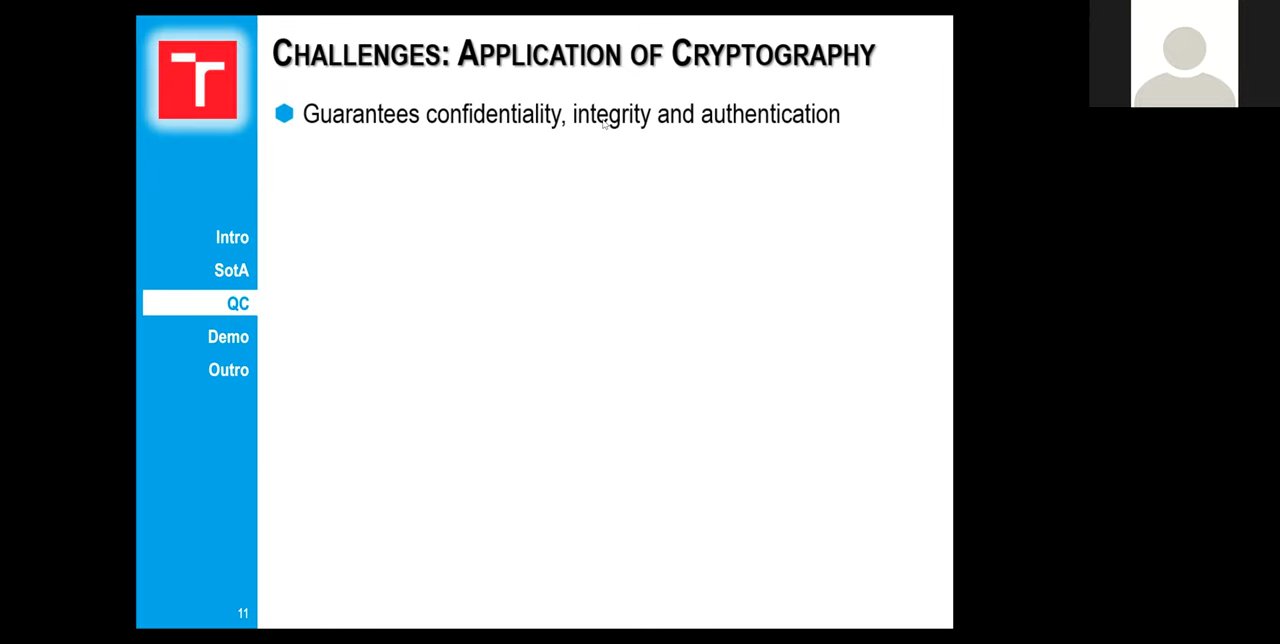 CHALLENGES: APPLICATION OF CRYPTOGRAPHY
Guarantees confidentiality, integrity and authentication
Intro
SotA
QC
Demo
Outro
11